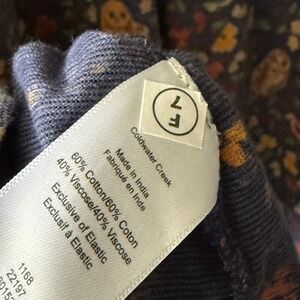 F
7
Coldwater Creek
Made in India
Fabriqué en Inde
60% Cotton/60% Coton
40% Viscose/40% Viscose
Exclusive of Elastic
Exclusif à Elastic
1168
22197